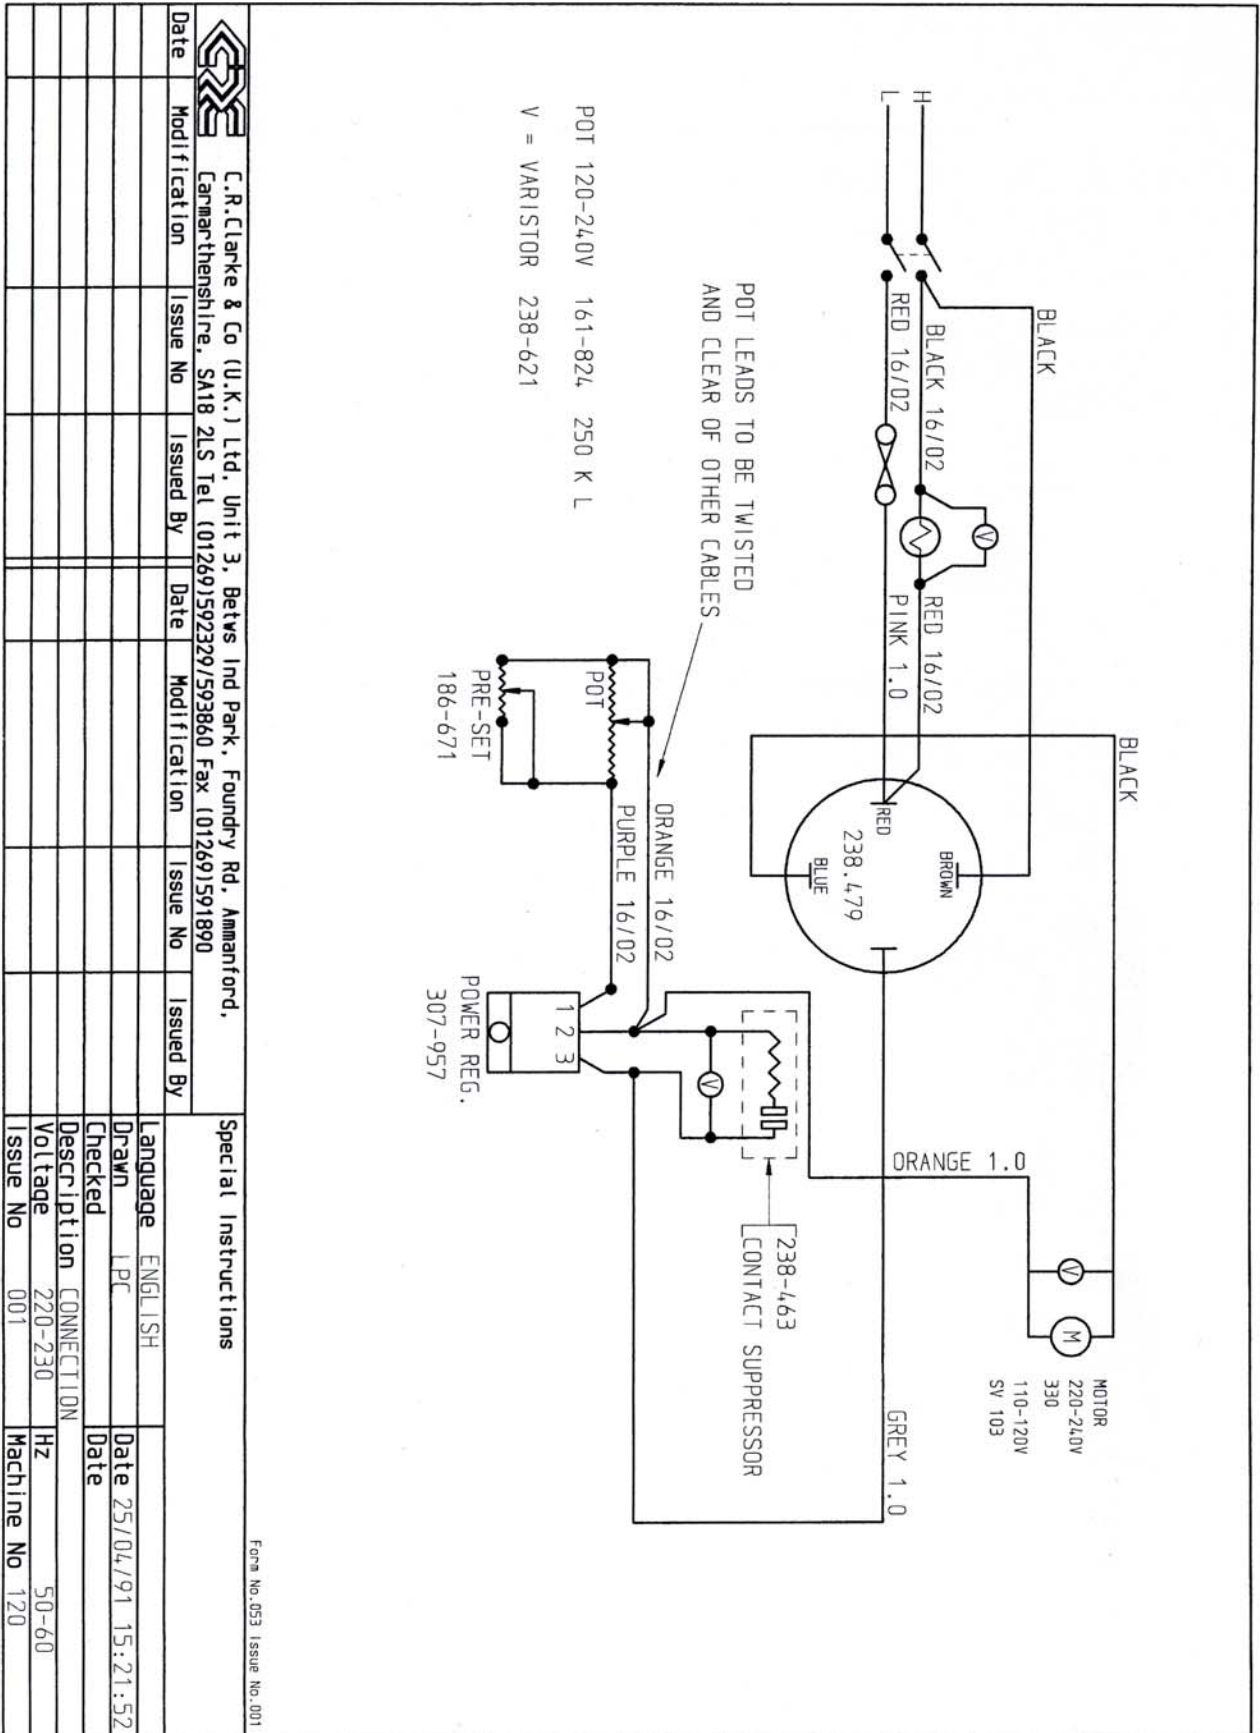 H
L
BLACK
BLACK 16/02
RED 16/02
V
RED 16/02
PINK 1.0
BLACK
BROWN
RED
238.479
BLUE
ORANGE 1.0
V
M
MOTOR
220-240V
330
110-120V
SV 103
GREY 1.0
POT LEADS TO BE TWISTED
AND CLEAR OF OTHER CABLES
238-463
CONTACT SUPPRESSOR
V
ORANGE 16/02
POT
PURPLE 16/02
POT 120-240V 161-824 250 K L
V = VARISTOR 238-621
PRE-SET
186-671
1 2 3
POWER REG.
307-957
Form No.053 Issue No.001
C.R.Clarke & Co (U.K.) Ltd, Unit 3, Betws Ind Park, Foundry Rd, Ammanford,
Carmarthenshire, SA18 2LS Tel (01269)592329/593860 Fax (01269)591890
Special Instructions
Date Modification Issue No Issued By Date Modification Issue No Issued By
Language ENGLISH
Drawn LPC Date 25/04/91 15:21:52
Checked Date
Description CONNECTION
Voltage 220-230 Hz 50-60
Issue No 001 Machine No 120